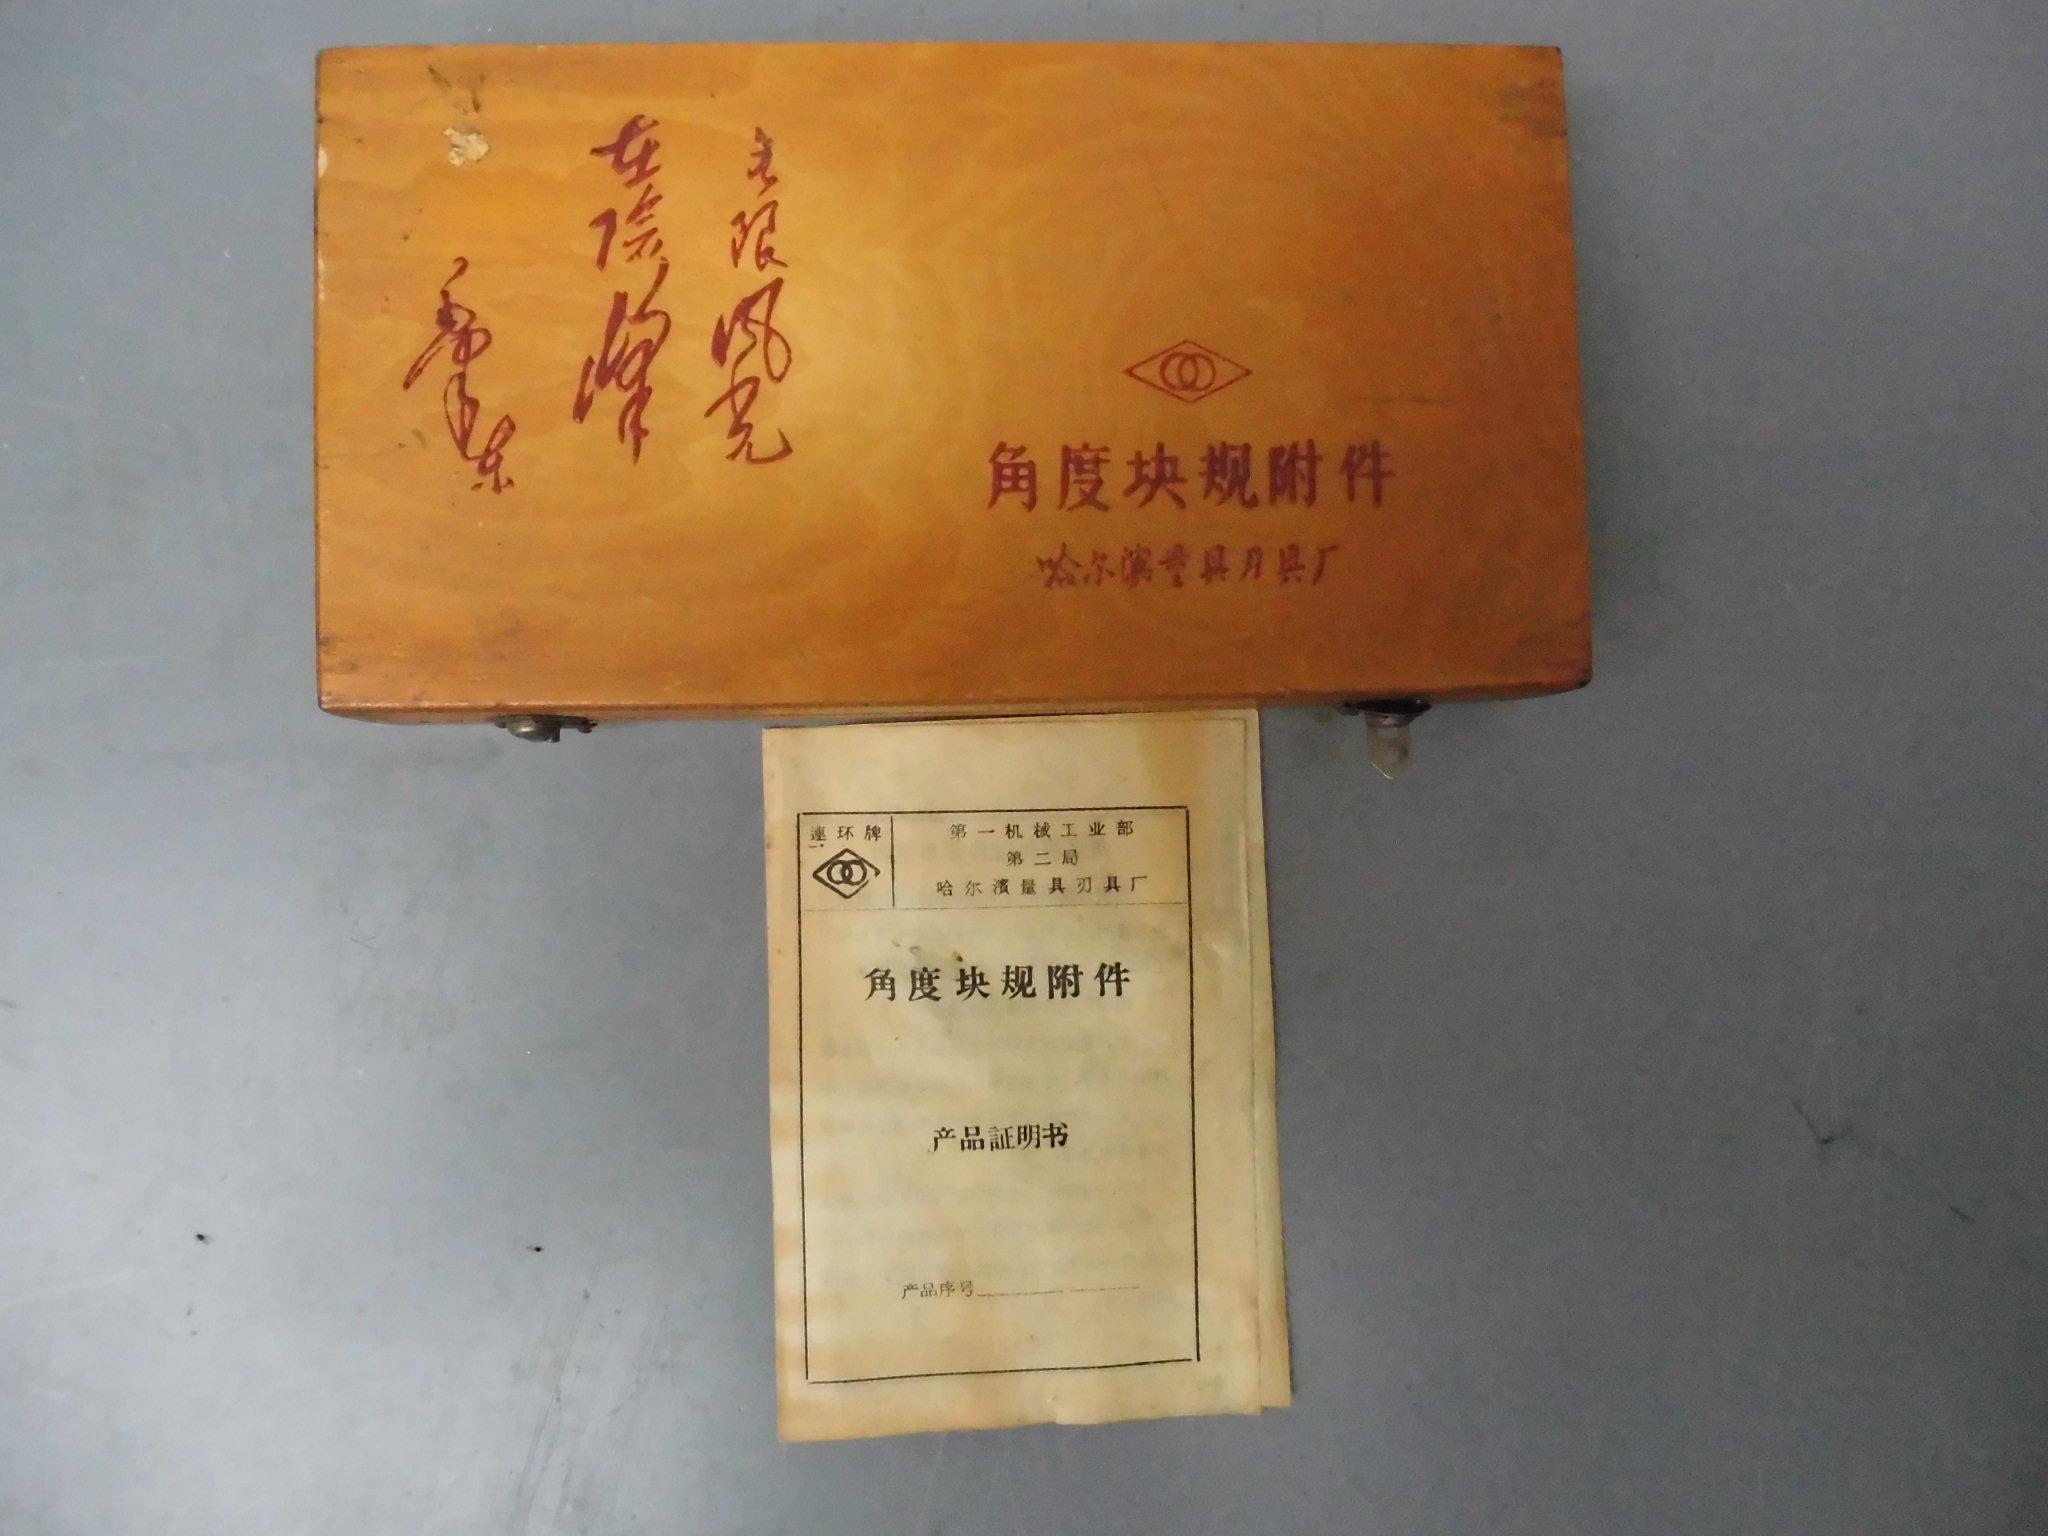 无限风光
在险峰
毛泽东
角度块规附件
哈尔濱量具刃具厂
連环牌
第一机械工业部
第二局
哈尔濱量具刃具厂
角度块规附件
产品証明书
产品序号